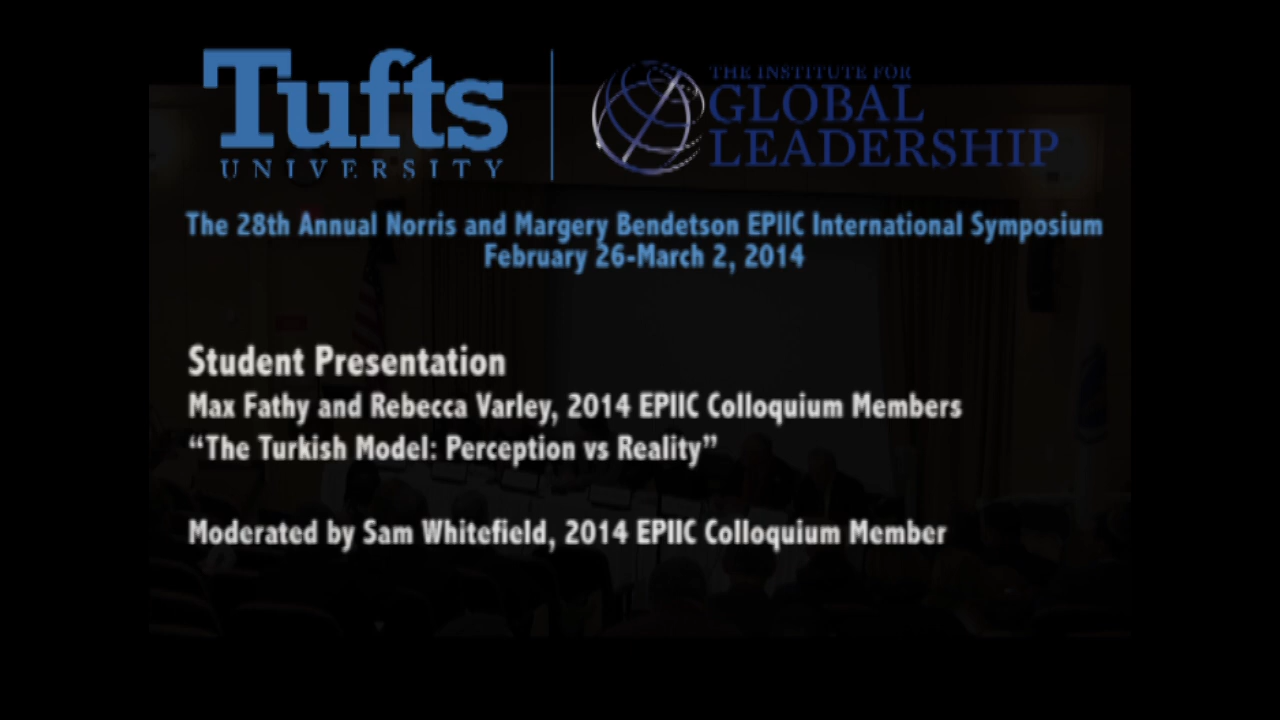 Tufts
UNIVERSITY
THE INSTITUTE FOR
GLOBAL
LEADERSHIP
The 28th Annual Norris and Margery Bendetson EPIIC International Symposium
February 26-March 2, 2014
Student Presentation
Max Fathy and Rebecca Varley, 2014 EPIIC Colloquium Members
“The Turkish Model: Perception vs Reality”
Moderated by Sam Whitefield, 2014 EPIIC Colloquium Member